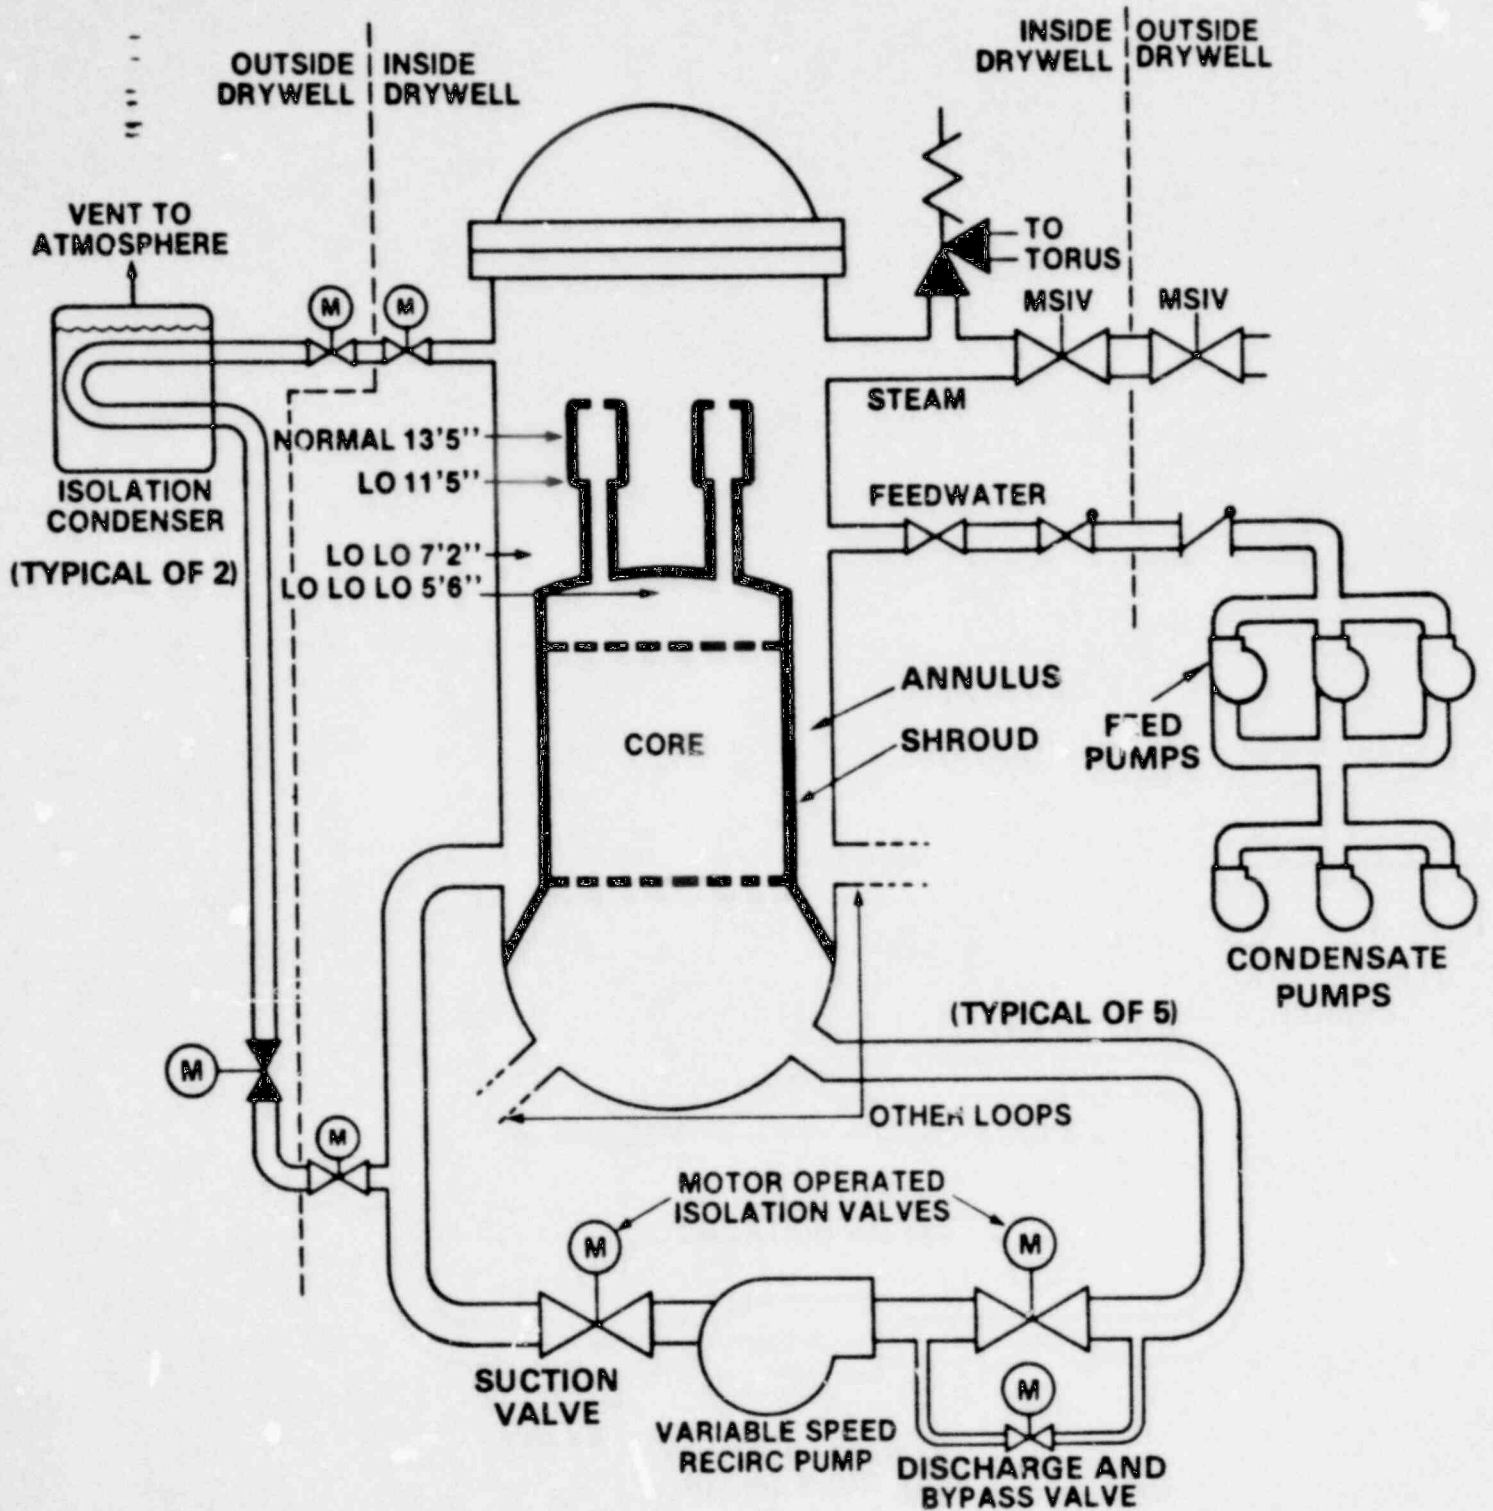 OUTSIDE
DRYWELL
INSIDE
DRYWELL
INSIDE
DRYWELL
OUTSIDE
DRYWELL
VENT TO
ATMOSPHERE
M
M
TO
TORUS
MSIV
MSIV
STEAM
NORMAL 13'5''
LO 11'5''
ISOLATION
CONDENSER
(TYPICAL OF 2)
LO LO 7'2''
LO LO LO 5'6''
FEEDWATER
ANNULUS
SHROUD
CORE
FEED
PUMPS
CONDENSATE
PUMPS
(TYPICAL OF 5)
M
M
OTHER LOOPS
MOTOR OPERATED
ISOLATION VALVES
M
M
SUCTION
VALVE
VARIABLE SPEED
RECIRC PUMP
M
DISCHARGE AND
BYPASS VALVE